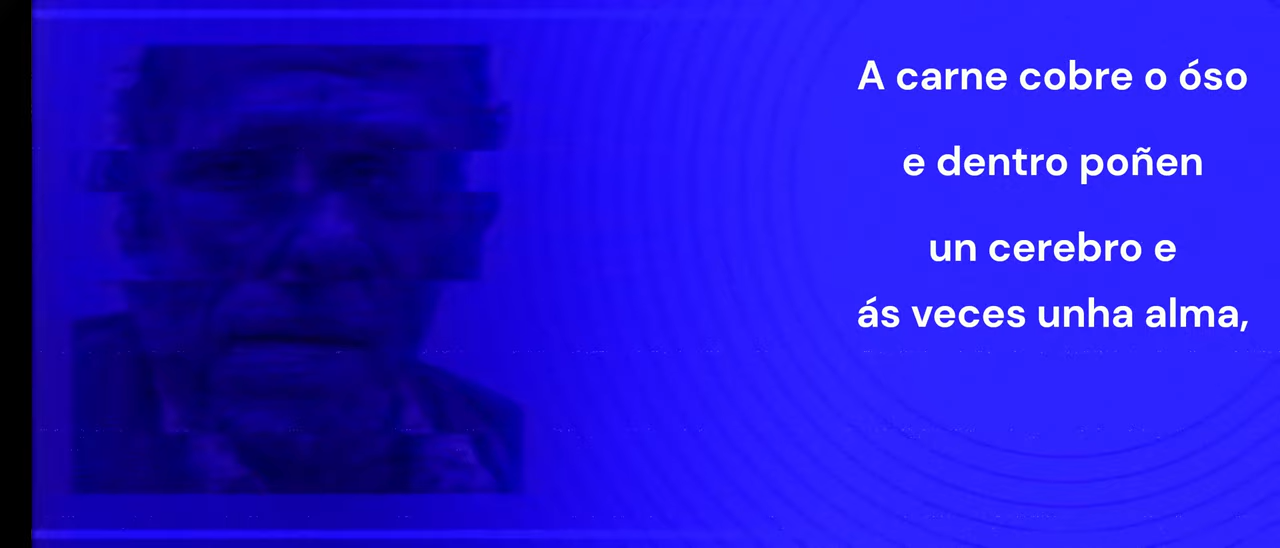 A carne cobre o óso
e dentro poñen
un cerebro e
ás veces unha alma,